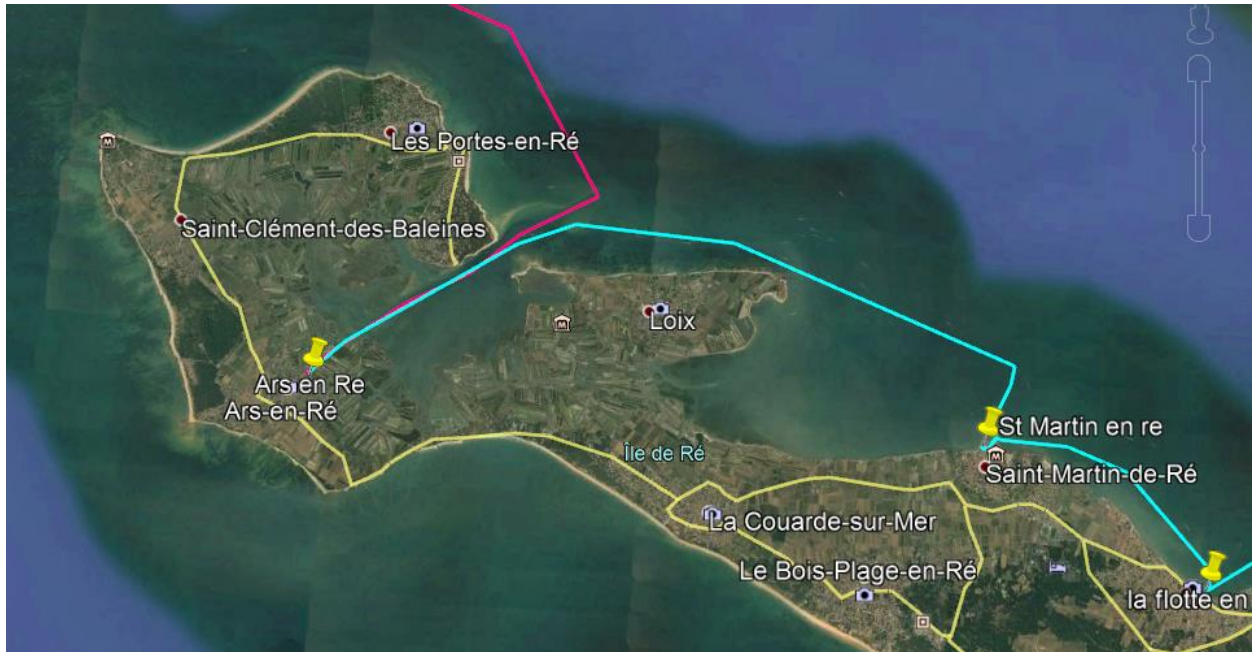 Les Portes-en-Ré
Saint-Clément-des-Baleines
Loix
Ars en Re
Ars-en-Ré
St Martin en re
Île de Ré
Saint-Martin-de-Ré
La Couarde-sur-Mer
Le Bois-Plage-en-Ré
la flotte en